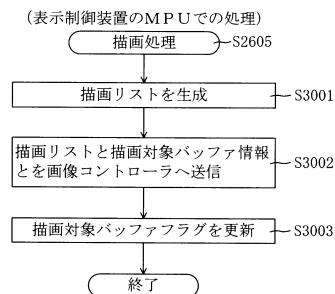 (表示制御装置のMPUでの処理)
描画処理
S2605
描画リストを生成
S3001
描画リストと描画対象バッファ情報
とを画像コントローラへ送信
S3002
描画対象バッファフラグを更新
S3003
終了